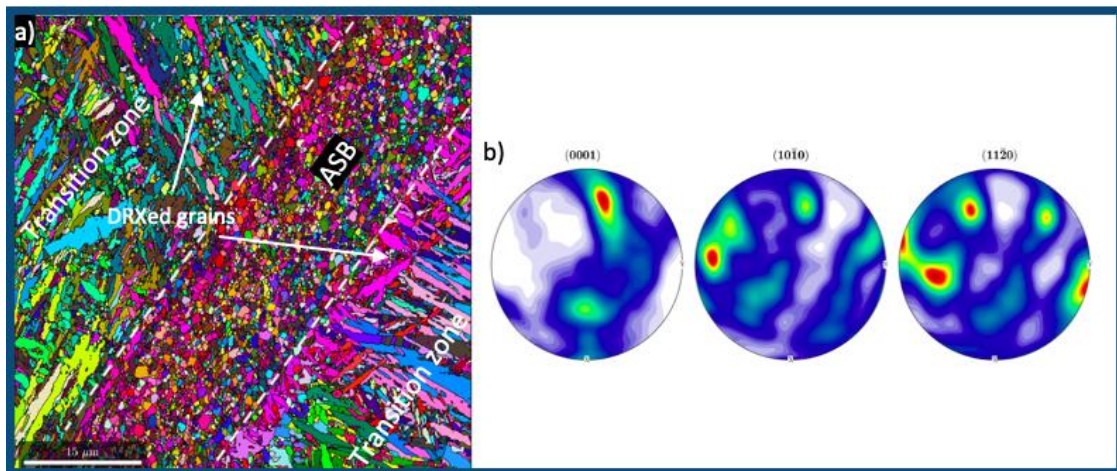 a)
Transition zone
ASB
DRXed grains
Transition zone
15 μm
b)
(0001)
(101̄0)
(112̄0)